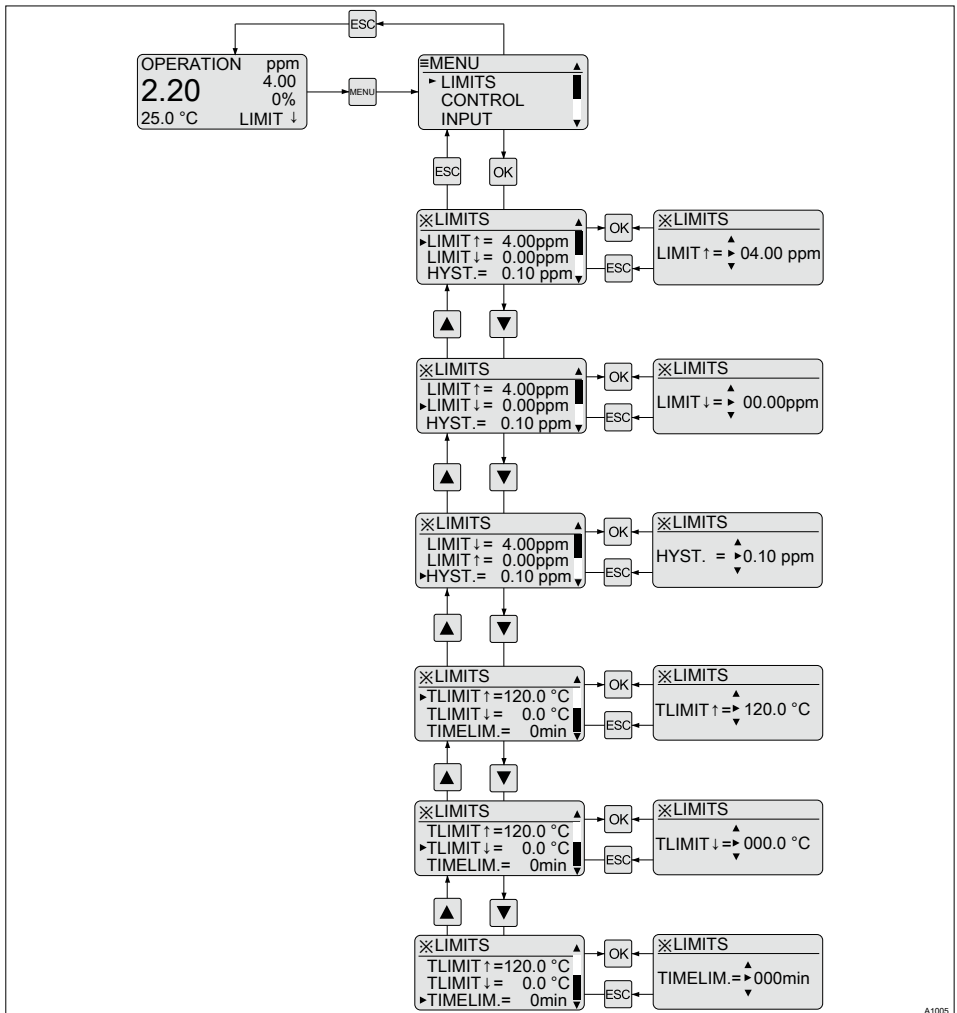 ESC
OPERATION ppm
2.20 4.00
0%
25.0 °C LIMIT ↓
MENU
≡MENU ▲
► LIMITS
CONTROL
INPUT ▼
ESC OK
※LIMITS ▲
►LIMIT↑= 4.00ppm
LIMIT↓= 0.00ppm
HYST.= 0.10 ppm ▼
OK
ESC
※LIMITS
▲
LIMIT↑= ► 04.00 ppm
▼
▲ ▼
※LIMITS ▲
LIMIT↑= 4.00ppm
►LIMIT↓= 0.00ppm
HYST.= 0.10 ppm ▼
OK
ESC
※LIMITS
▲
LIMIT↓= ► 00.00ppm
▼
▲ ▼
※LIMITS ▲
LIMIT↓= 4.00ppm
LIMIT↑= 0.00ppm
►HYST.= 0.10 ppm ▼
OK
ESC
※LIMITS
▲
HYST. = ►0.10 ppm
▼
▲ ▼
※LIMITS ▲
►TLIMIT↑=120.0 °C
TLIMIT↓= 0.0 °C
TIMELIM.= 0min ▼
OK
ESC
※LIMITS
▲
TLIMIT↑=► 120.0 °C
▼
▲ ▼
※LIMITS ▲
TLIMIT↑=120.0 °C
►TLIMIT↓= 0.0 °C
TIMELIM.= 0min ▼
OK
ESC
※LIMITS
▲
TLIMIT↓=► 000.0 °C
▼
▲ ▼
※LIMITS ▲
TLIMIT↑=120.0 °C
TLIMIT↓= 0.0 °C
►TIMELIM.= 0min ▼
OK
ESC
※LIMITS
▲
TIMELIM.=►000min
▼
A1005